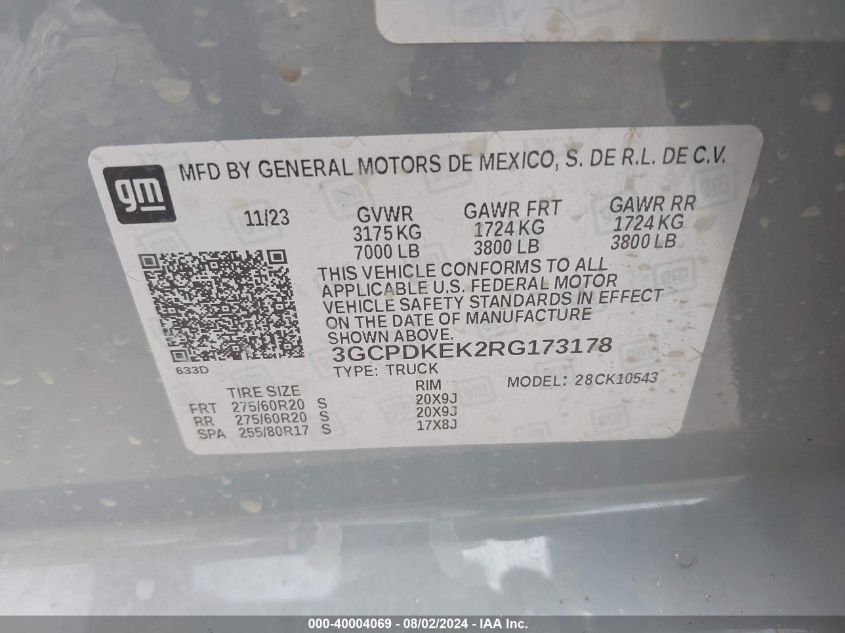 gm
MFD BY GENERAL MOTORS DE MEXICO, S. DE R.L. DE C.V.
11/23 GVWR GAWR FRT GAWR RR
3175 KG 1724 KG 1724 KG
7000 LB 3800 LB 3800 LB
THIS VEHICLE CONFORMS TO ALL
APPLICABLE U.S. FEDERAL MOTOR
VEHICLE SAFETY STANDARDS IN EFFECT
ON THE DATE OF MANUFACTURE
SHOWN ABOVE.
633D 3GCPDKEK2RG173178
TYPE: TRUCK MODEL: 28CK10543
TIRE SIZE RIM
FRT 275/60R20 S 20X9J
RR 275/60R20 S 20X9J
SPA 255/80R17 S 17X8J
000-40004069 - 08/02/2024 - IAA Inc.